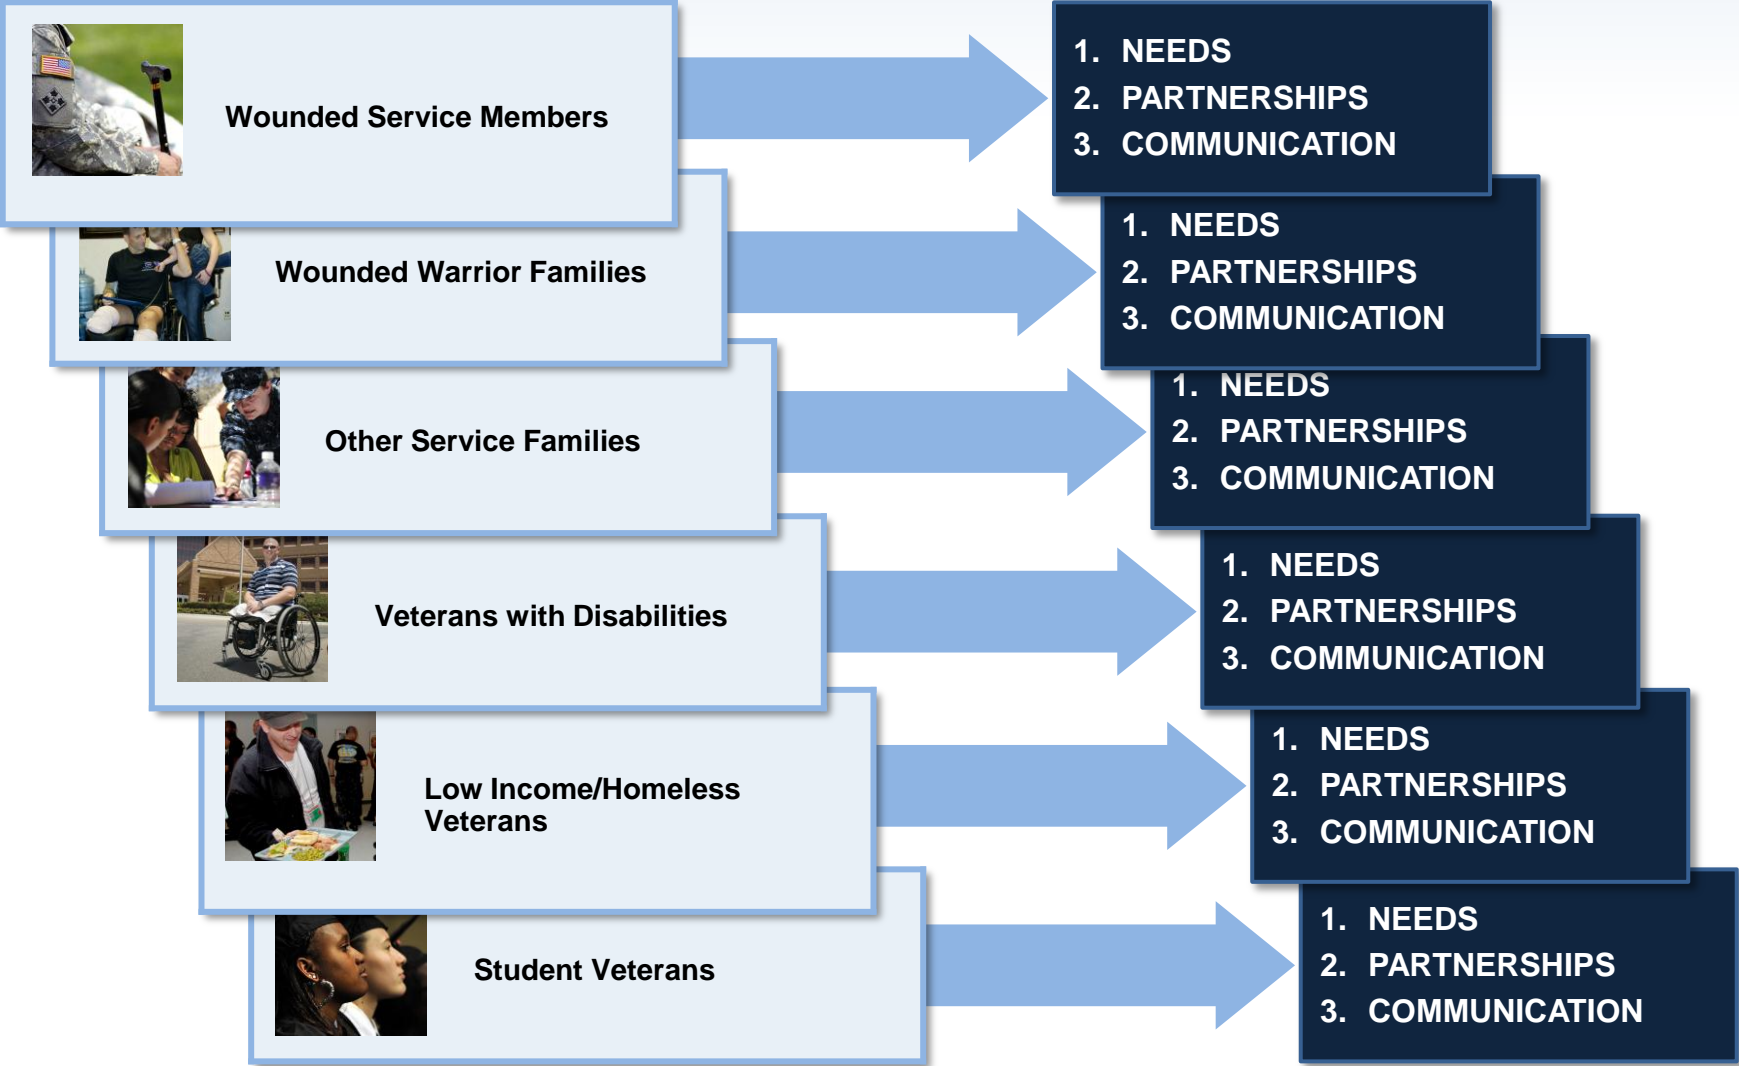 Wounded Service Members
1. NEEDS
2. PARTNERSHIPS
3. COMMUNICATION
Wounded Warrior Families
1. NEEDS
2. PARTNERSHIPS
3. COMMUNICATION
Other Service Families
1. NEEDS
2. PARTNERSHIPS
3. COMMUNICATION
Veterans with Disabilities
1. NEEDS
2. PARTNERSHIPS
3. COMMUNICATION
Low Income/Homeless
Veterans
1. NEEDS
2. PARTNERSHIPS
3. COMMUNICATION
Student Veterans
1. NEEDS
2. PARTNERSHIPS
3. COMMUNICATION